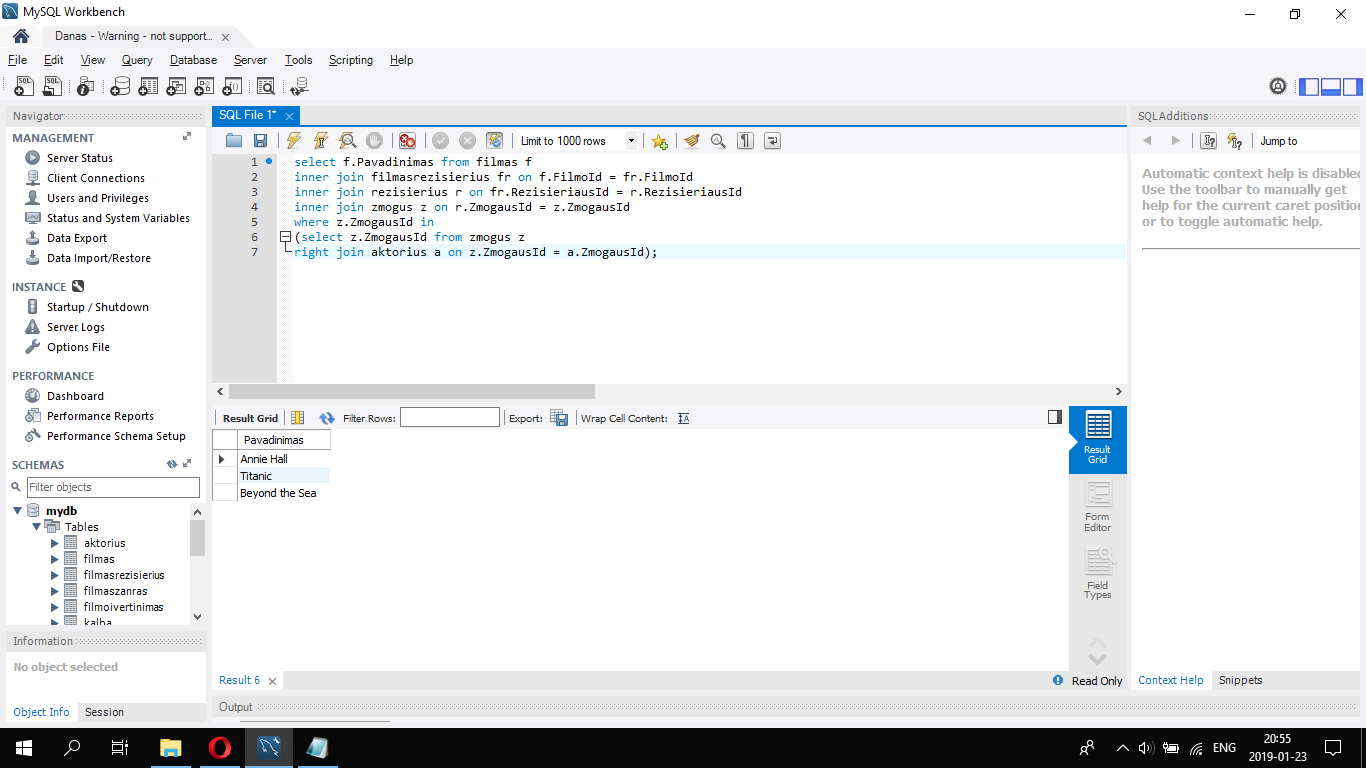 MySQL Workbench
Danas - Warning - not support...
File Edit View Query Database Server Tools Scripting Help
Navigator
MANAGEMENT
Server Status
Client Connections
Users and Privileges
Status and System Variables
Data Export
Data Import/Restore
INSTANCE
Startup / Shutdown
Server Logs
Options File
PERFORMANCE
Dashboard
Performance Reports
Performance Schema Setup
SCHEMAS
Filter objects
mydb
Tables
aktorius
filmas
filmasrezisierius
filmaszanras
filmoivertinimas
kalba
Information
No object selected
Object Info Session
SQL File 1*
Limit to 1000 rows
1 select f.Pavadinimas from filmas f
2 inner join filmasrezisierius fr on f.FilmoId = fr.FilmoId
3 inner join rezisierius r on fr.RezisieriausId = r.RezisieriausId
4 inner join zmogus z on r.ZmogausId = z.ZmogausId
5 where z.ZmogausId in
6 (select z.ZmogausId from zmogus z
7 right join aktorius a on z.ZmogausId = a.ZmogausId);
Result Grid Filter Rows: Export: Wrap Cell Content:
Pavadinimas
Annie Hall
Titanic
Beyond the Sea
Result
Grid
Form
Editor
Field
Types
Result 6
Read Only
Output
SQLAdditions
Jump to
Automatic context help is disabled
Use the toolbar to manually get
help for the current caret position
or to toggle automatic help.
Context Help Snippets
ENG
20:55
2019-01-23